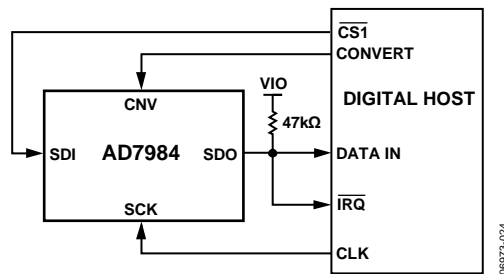 CS1
CONVERT
VIO
CNV
DIGITAL HOST
47kΩ
SDI
AD7984
SDO
DATA IN
SCK
IRQ
CLK
06973-024